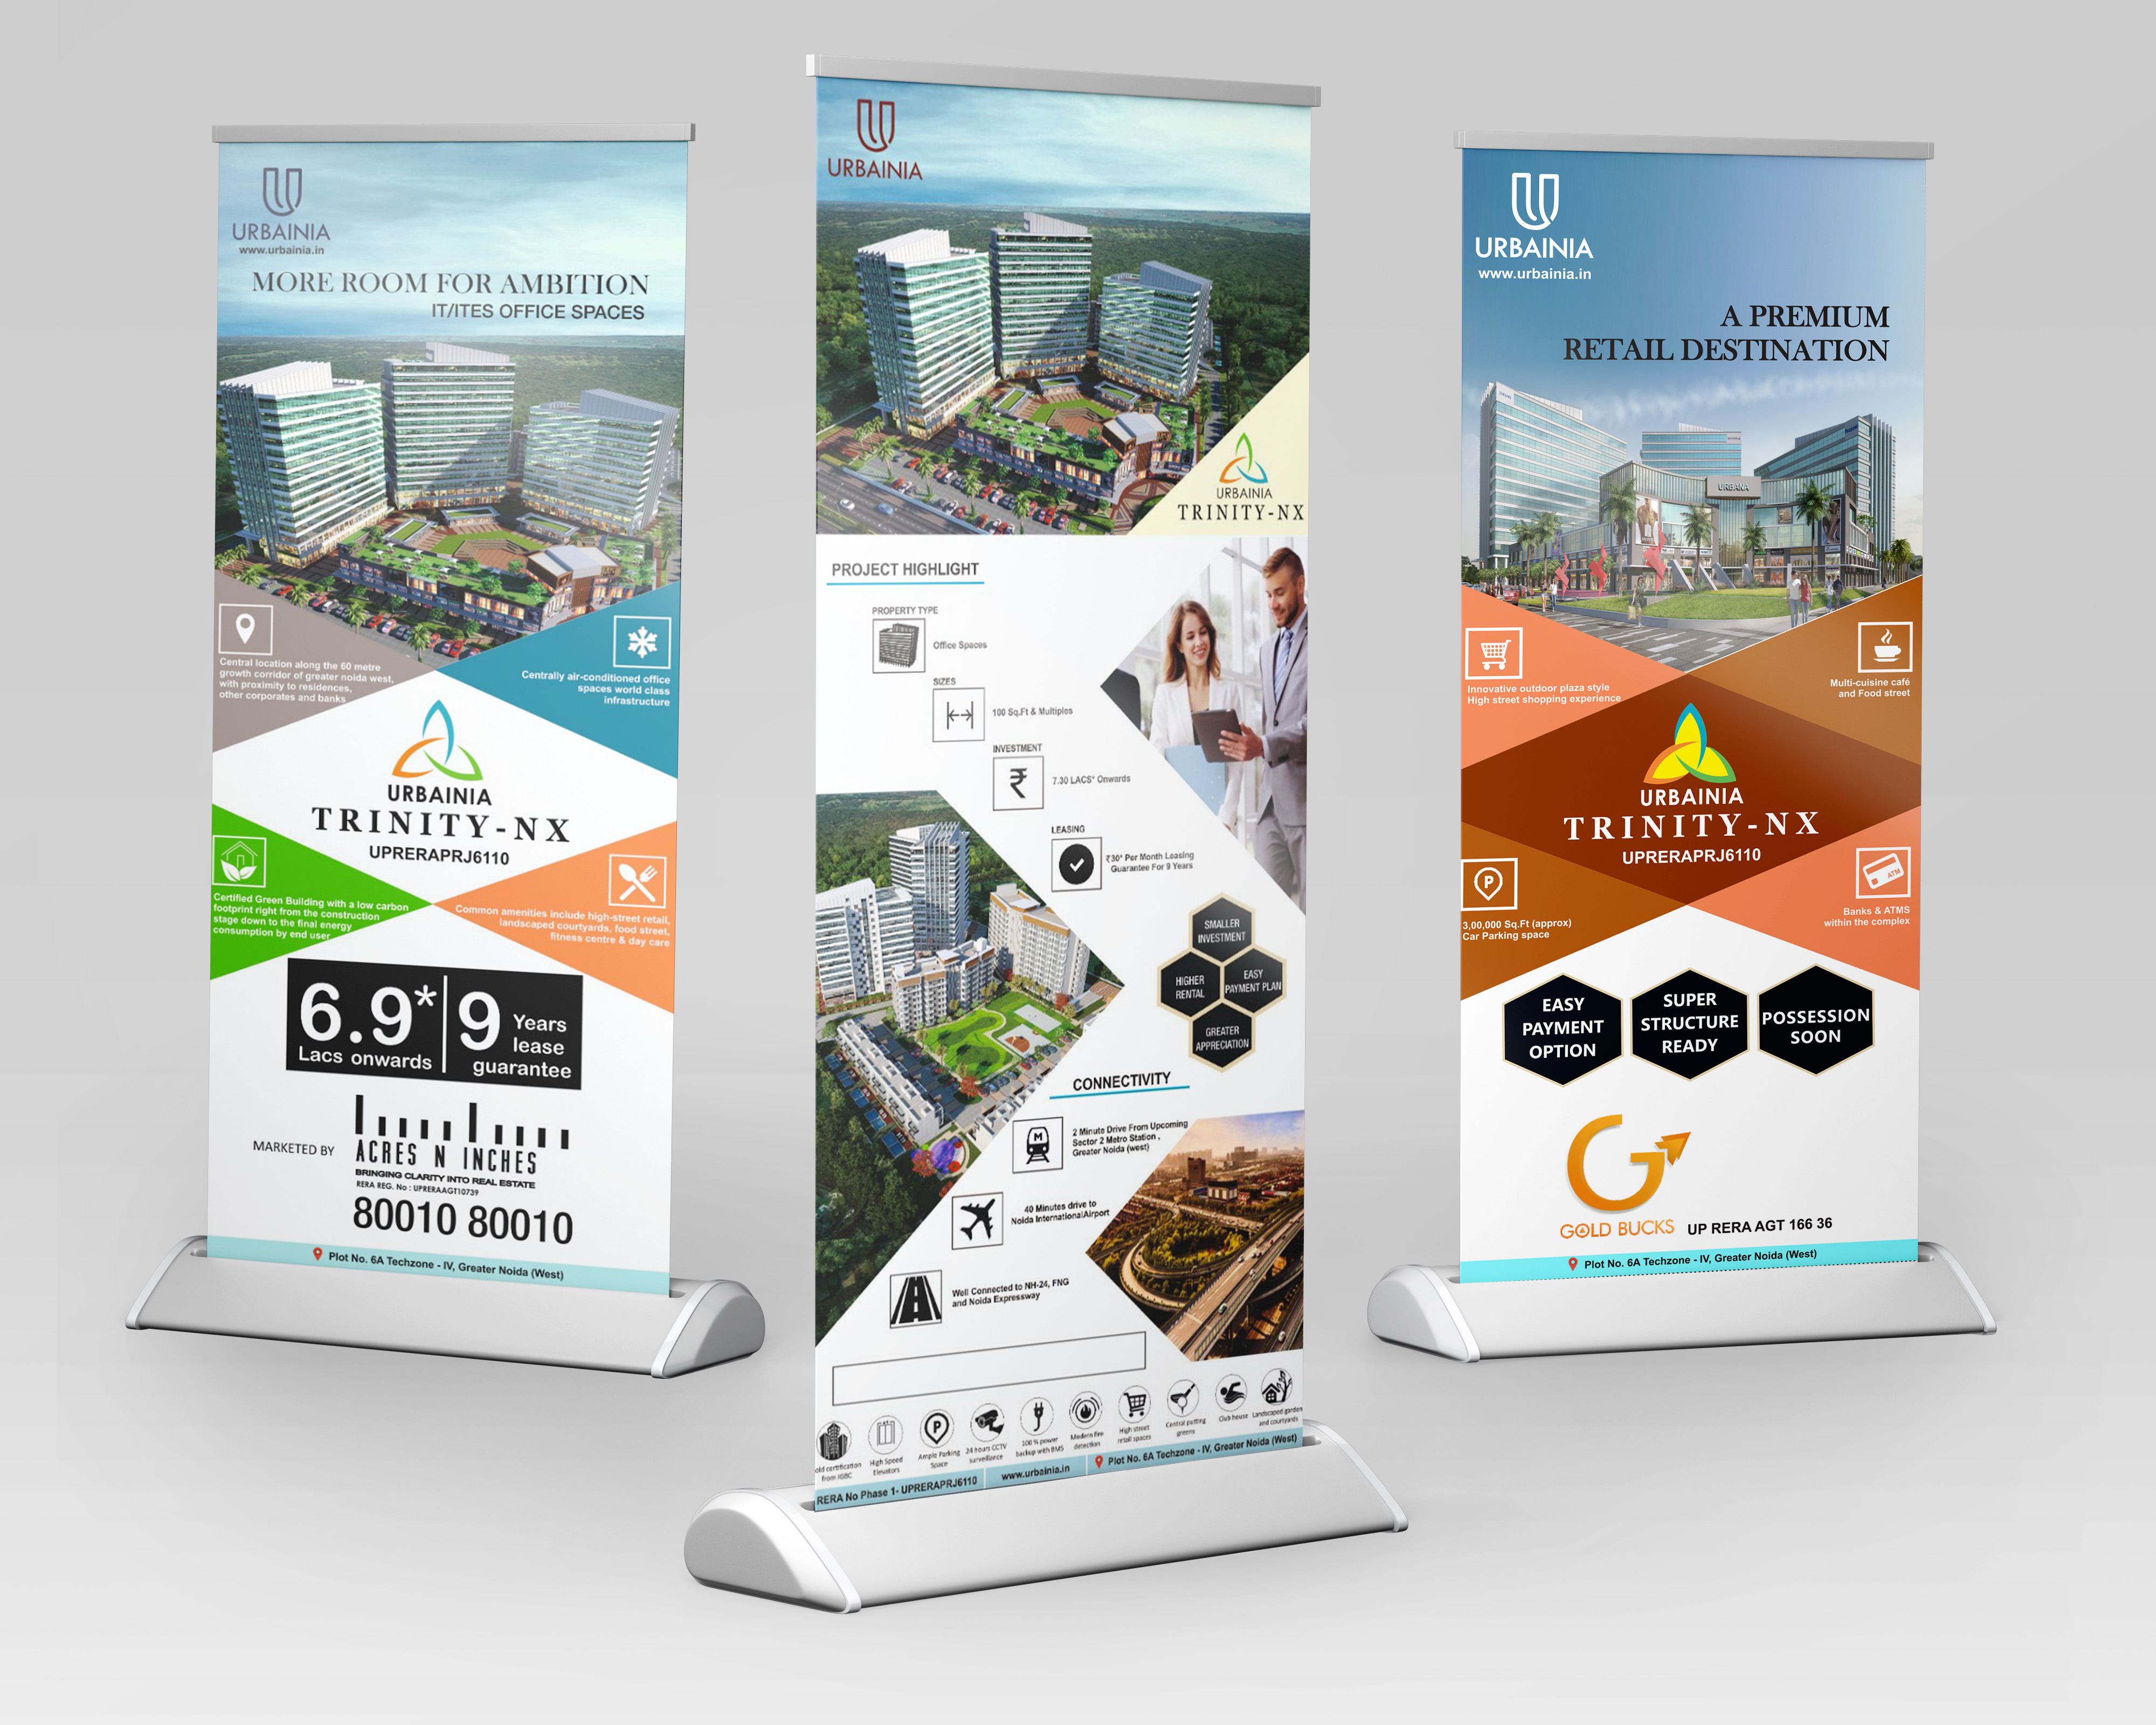 URBAINIA
www.urbainia.in
MORE ROOM FOR AMBITION
IT/ITES OFFICE SPACES
Central location along the 60 metre
growth corridor of greater noida west,
with proximity to residences,
other corporates and banks
Centrally air-conditioned office
spaces world class
infrastructure
URBAINIA
TRINITY-NX
UPRERAPRJ6110
Certified Green Building with a low carbon
footprint right from the construction
stage down to the final energy
consumption by end user
Common amenities include high-street retail,
landscaped courtyards, food street,
fitness centre & day care
6.9*
Lacs onwards
9 Years
lease
guarantee
MARKETED BY
ACRES N INCHES
BRINGING CLARITY INTO REAL ESTATE
RERA REG. No : UPRERAAGT10739
80010 80010
Plot No. 6A Techzone - IV, Greater Noida (West)
URBAINIA
URBAINIA
TRINITY-NX
PROJECT HIGHLIGHT
PROPERTY TYPE
Office Spaces
SIZES
100 Sq.Ft & Multiples
INVESTMENT
₹
7.30 LACS* Onwards
LEASING
₹30* Per Month Leasing
Guarantee For 9 Years
SMALLER
INVESTMENT
HIGHER
RENTAL
EASY
PAYMENT PLAN
GREATER
APPRECIATION
CONNECTIVITY
M
2 Minute Drive From Upcoming
Sector 2 Metro Station ,
Greater Noida (west)
40 Minutes drive to
Noida InternationalAirport
Well Connected to NH-24, FNG
and Noida Expressway
old certification
from IGBC
High Speed
Elevators
P
Ample Parking
Space
24 hours CCTV
surveillance
100 % power
backup with BMS
Modern fire
detection
High street
retail spaces
Central putting
greens
Club house
Landscaped garden
and courtyards
RERA No Phase 1- UPRERAPRJ6110
www.urbainia.in
Plot No. 6A Techzone - IV, Greater Noida (West)
URBAINIA
www.urbainia.in
A PREMIUM
RETAIL DESTINATION
URBANA
Innovative outdoor plaza style
High street shopping experience
Multi-cuisine café
and Food street
URBAINIA
TRINITY-NX
UPRERAPRJ6110
P
3,00,000 Sq.Ft (approx)
Car Parking space
ATM
Banks & ATMS
within the complex
EASY
PAYMENT
OPTION
SUPER
STRUCTURE
READY
POSSESSION
SOON
GOLD BUCKS
UP RERA AGT 166 36
Plot No. 6A Techzone - IV, Greater Noida (West)